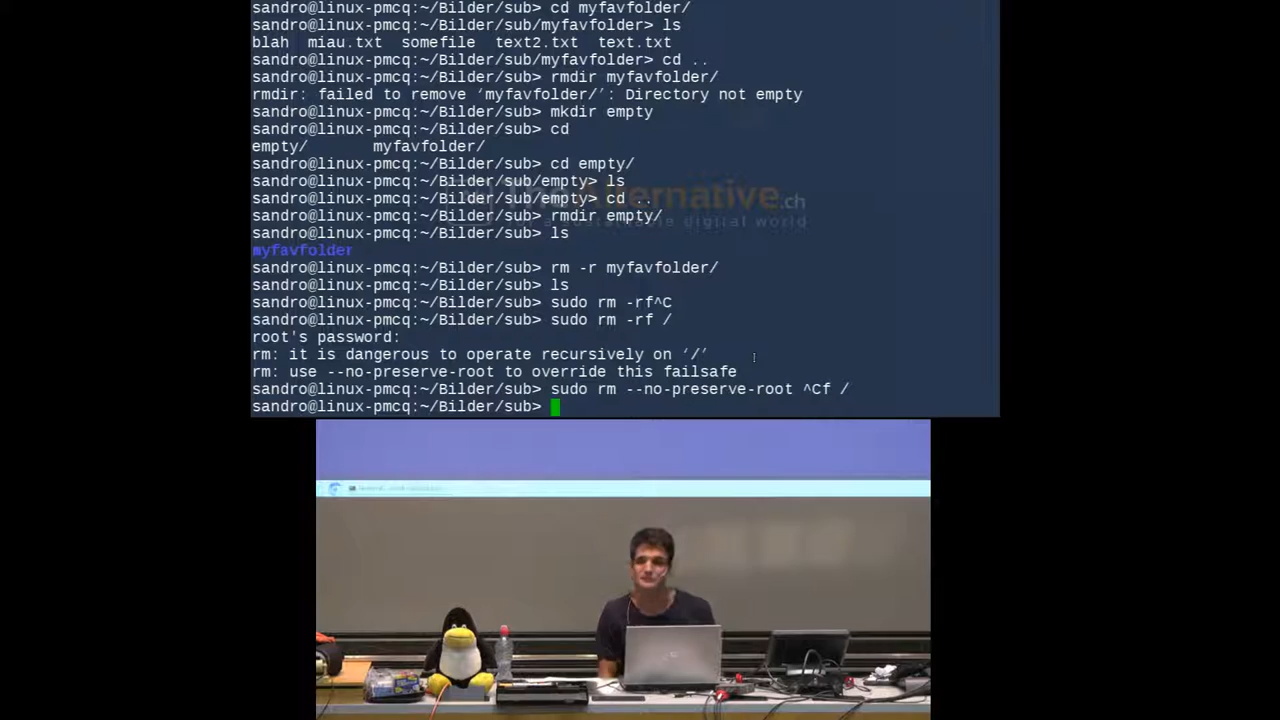 sandro@linux-pmcq:~/Bilder/sub> cd myfavfolder/
sandro@linux-pmcq:~/Bilder/sub/myfavfolder> ls
blah  miau.txt  somefile  text2.txt  text.txt
sandro@linux-pmcq:~/Bilder/sub/myfavfolder> cd ..
sandro@linux-pmcq:~/Bilder/sub> rmdir myfavfolder/
rmdir: failed to remove ‘myfavfolder/’: Directory not empty
sandro@linux-pmcq:~/Bilder/sub> mkdir empty
sandro@linux-pmcq:~/Bilder/sub> cd
empty/       myfavfolder/
sandro@linux-pmcq:~/Bilder/sub> cd empty/
sandro@linux-pmcq:~/Bilder/sub/empty> ls
sandro@linux-pmcq:~/Bilder/sub/empty> cd ..
TheAlternative.ch
sandro@linux-pmcq:~/Bilder/sub> rmdir empty/
a sustainable digital world
sandro@linux-pmcq:~/Bilder/sub> ls
myfavfolder
sandro@linux-pmcq:~/Bilder/sub> rm -r myfavfolder/
sandro@linux-pmcq:~/Bilder/sub> ls
sandro@linux-pmcq:~/Bilder/sub> sudo rm -rf^C
sandro@linux-pmcq:~/Bilder/sub> sudo rm -rf /
root's password:
rm: it is dangerous to operate recursively on ‘/’
rm: use --no-preserve-root to override this failsafe
sandro@linux-pmcq:~/Bilder/sub> sudo rm --no-preserve-root ^Cf /
sandro@linux-pmcq:~/Bilder/sub>